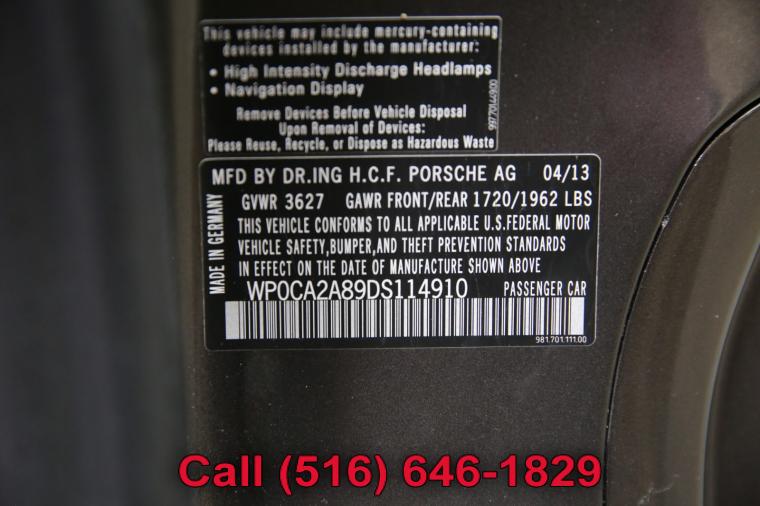 This vehicle may include mercury-containing
devices installed by the manufacturer:
• High Intensity Discharge Headlamps
• Navigation Display
Remove Devices Before Vehicle Disposal
Upon Removal of Devices:
Please Reuse, Recycle, or Dispose as Hazardous Waste
99770144900
MFD BY DR.ING H.C.F. PORSCHE AG 04/13
GVWR 3627 GAWR FRONT/REAR 1720/1962 LBS
THIS VEHICLE CONFORMS TO ALL APPLICABLE U.S.FEDERAL MOTOR
VEHICLE SAFETY,BUMPER,AND THEFT PREVENTION STANDARDS
IN EFFECT ON THE DATE OF MANUFACTURE SHOWN ABOVE
WP0CA2A89DS114910 PASSENGER CAR
MADE IN GERMANY
981.701.111.00
Call (516) 646-1829